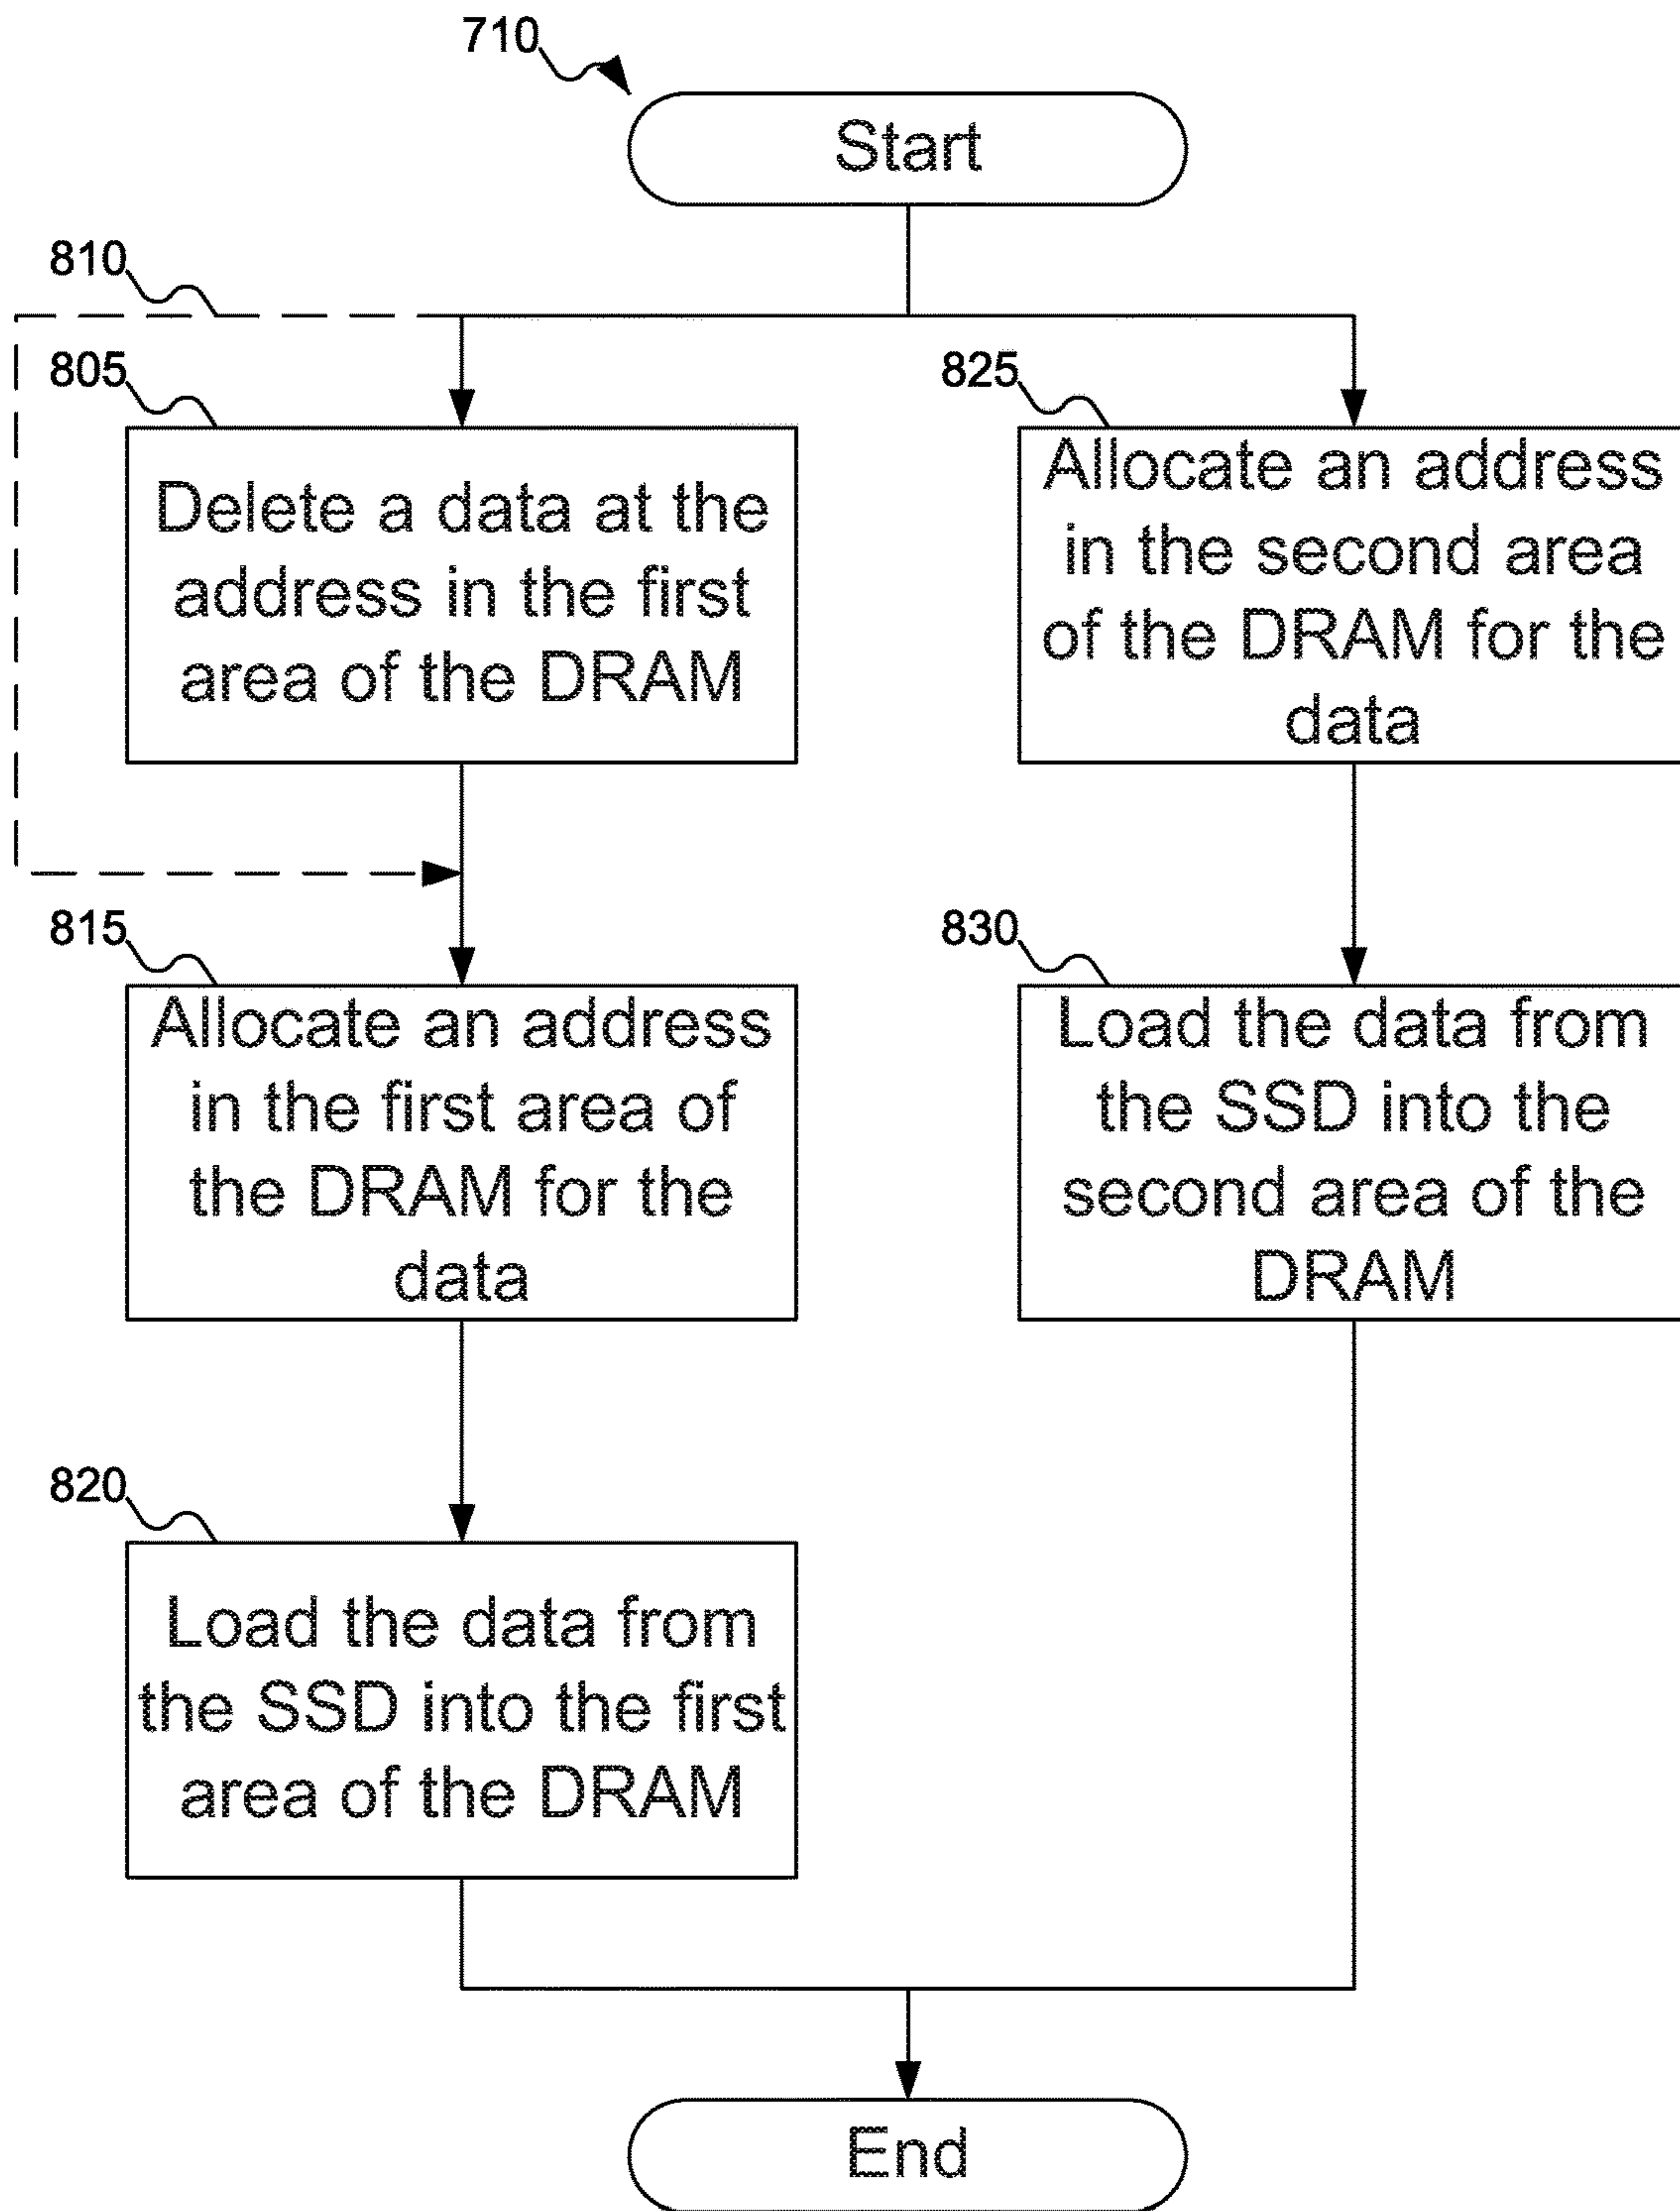 710
Start
810
805
Delete a data at the
address in the first
area of the DRAM
825
Allocate an address
in the second area
of the DRAM for the
data
815
Allocate an address
in the first area of
the DRAM for the
data
830
Load the data from
the SSD into the
second area of the
DRAM
820
Load the data from
the SSD into the first
area of the DRAM
End